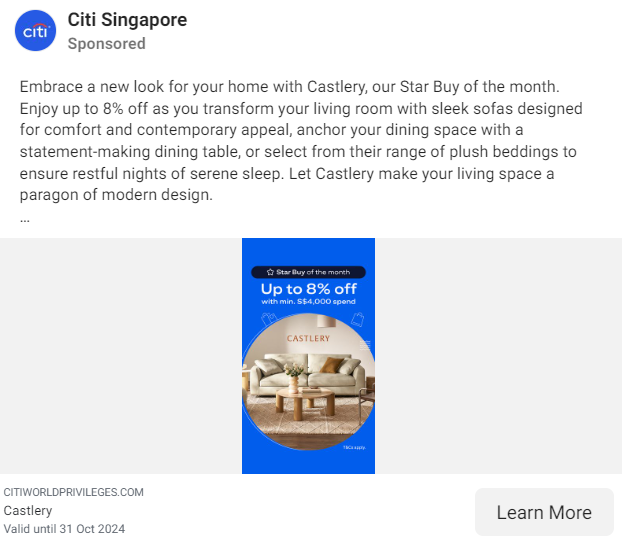 citi
Citi Singapore
Sponsored
Embrace a new look for your home with Castlery, our Star Buy of the month.
Enjoy up to 8% off as you transform your living room with sleek sofas designed
for comfort and contemporary appeal, anchor your dining space with a
statement-making dining table, or select from their range of plush beddings to
ensure restful nights of serene sleep. Let Castlery make your living space a
paragon of modern design.
...
Star Buy of the month
Up to 8% off
with min. S$4,000 spend
CASTLERY
T&Cs apply.
CITIWORLDPRIVILEGES.COM
Castlery
Valid until 31 Oct 2024
Learn More